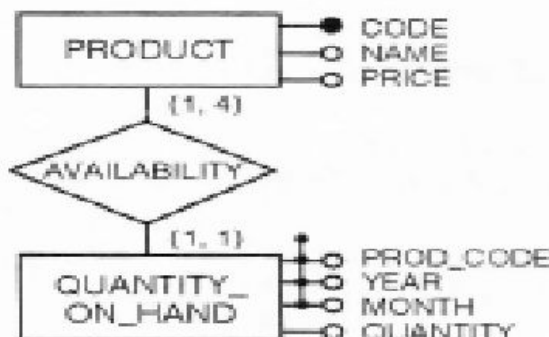 PRODUCT
CODE
NAME
PRICE
(1, 4)
AVAILABILITY
(1, 1)
QUANTITY_
ON_HAND
PROD_CODE
YEAR
MONTH
QUANTITY